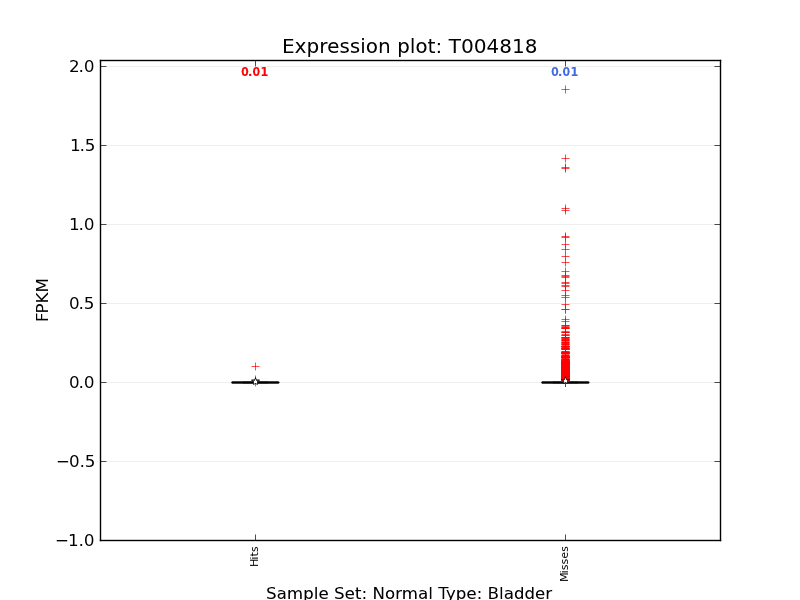 Expression plot: T004818
2.0
0.01
0.01
1.5
1.0
0.5
0.0
−0.5
−1.0
FPKM
Hits
Misses
Sample Set: Normal Type: Bladder